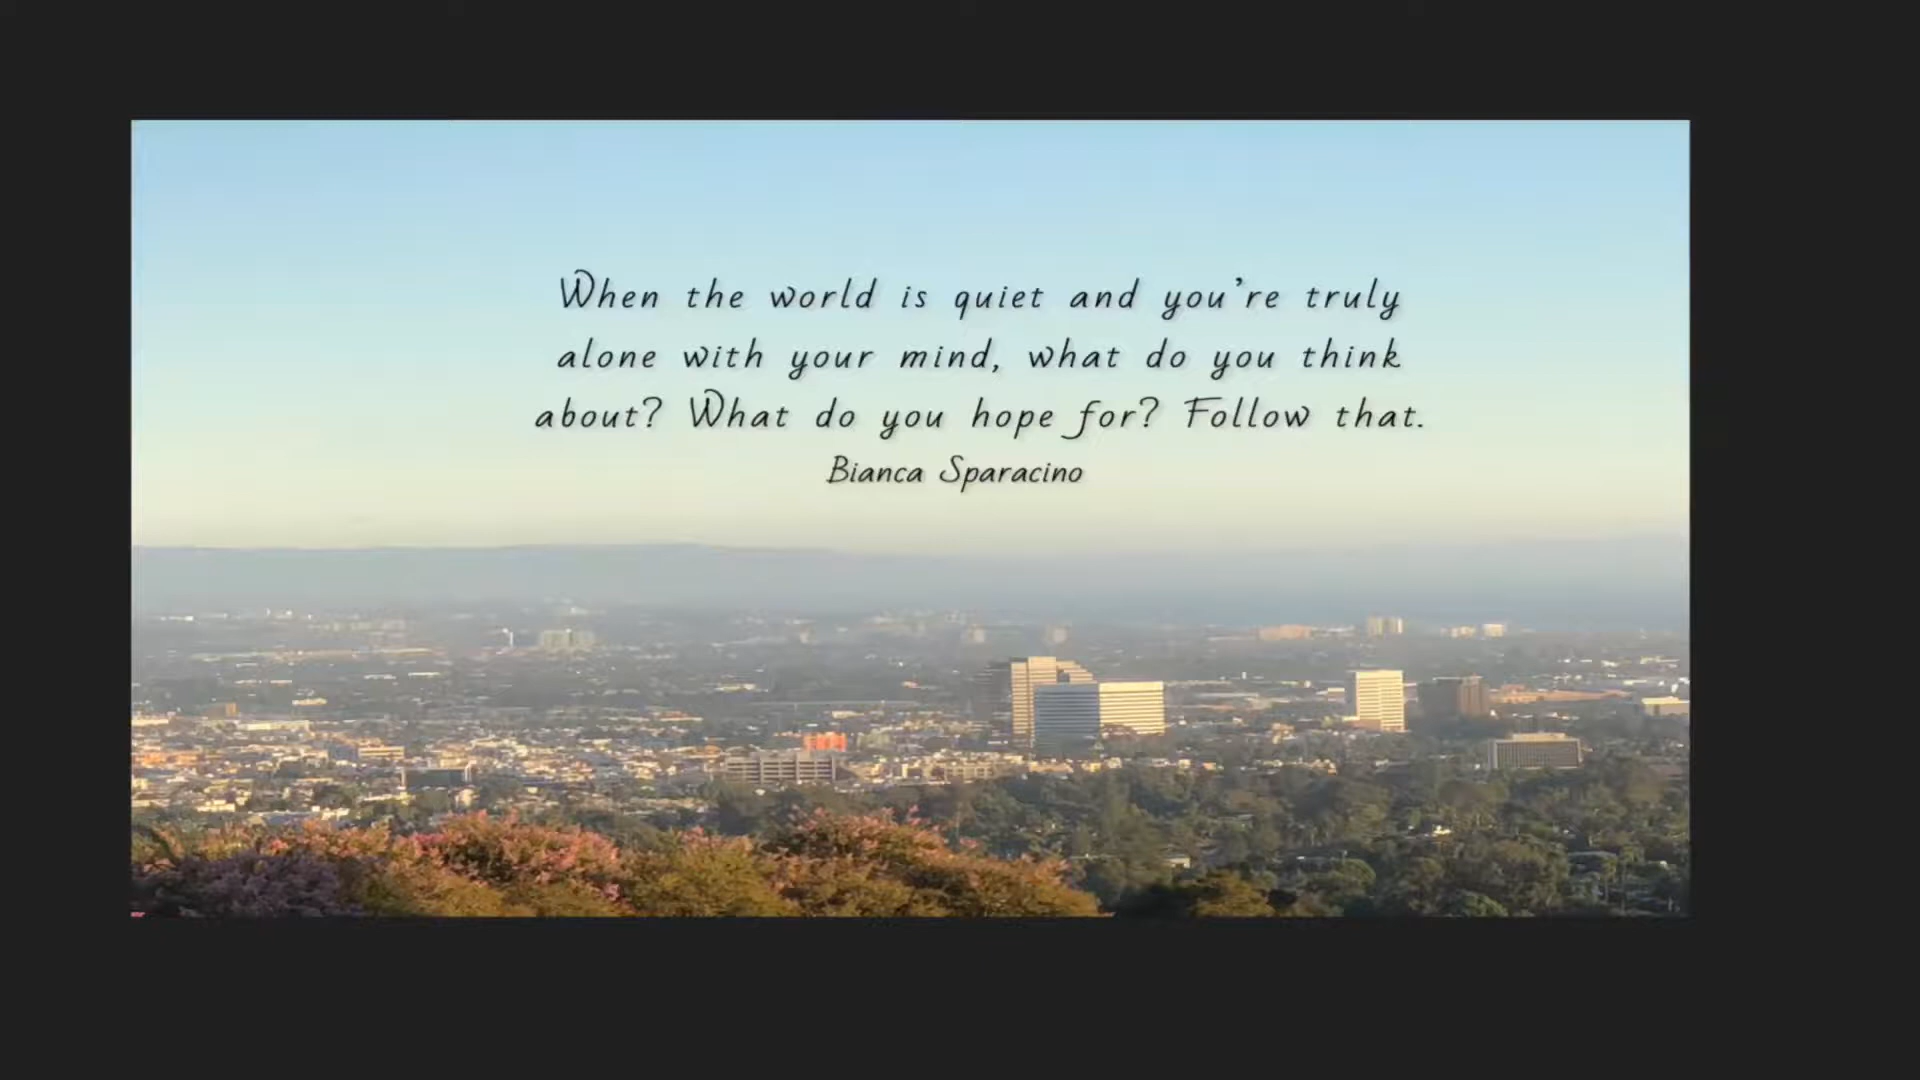 When the world is quiet and you're truly
alone with your mind, what do you think
about? What do you hope for? Follow that.
Bianca Sparacino